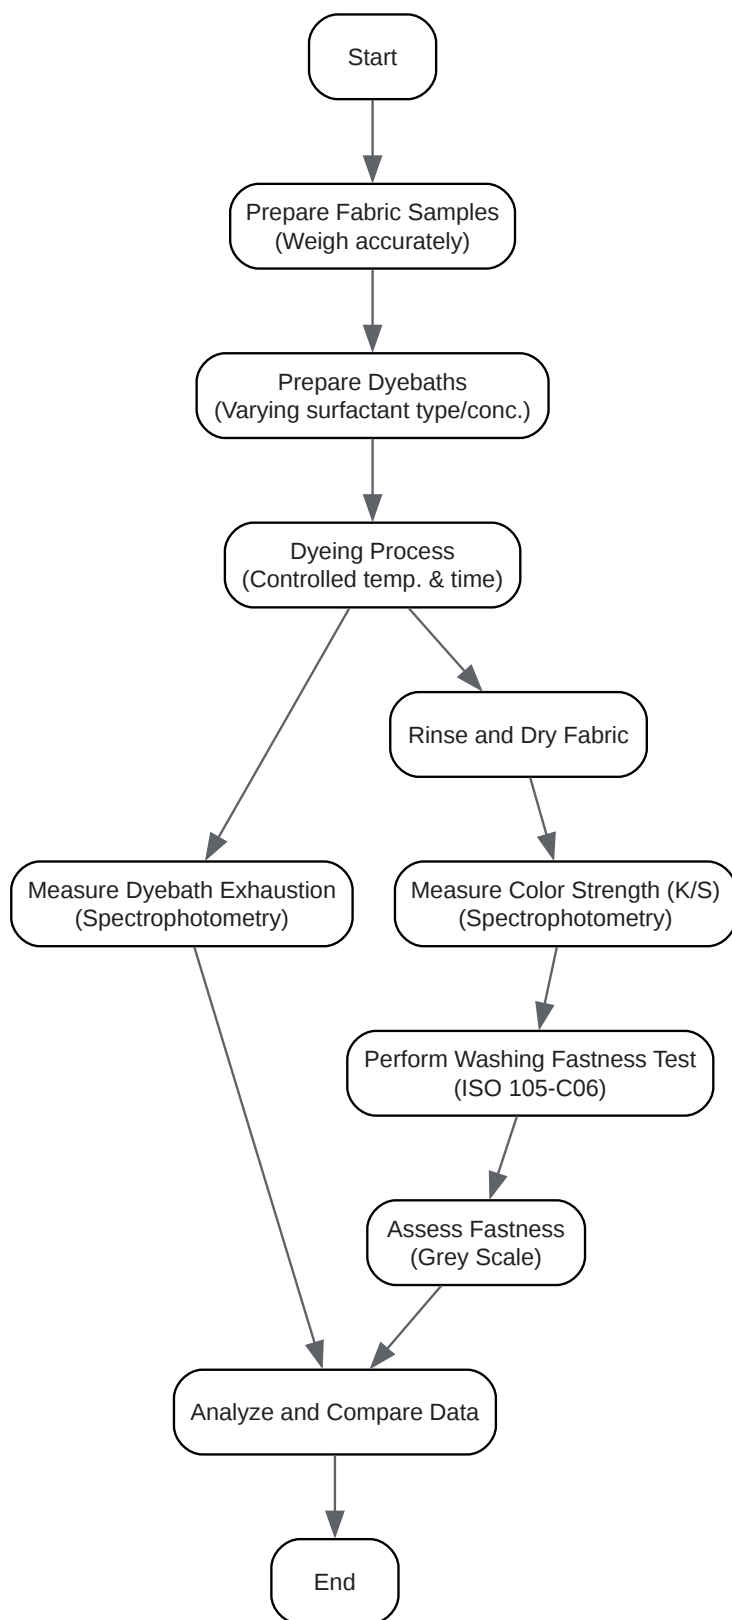 Start
Prepare Fabric Samples
(Weigh accurately)
Prepare Dyebaths
(Varying surfactant type/conc.)
Dyeing Process
(Controlled temp. & time)
Rinse and Dry Fabric
Measure Dyebath Exhaustion
(Spectrophotometry)
Measure Color Strength (K/S)
(Spectrophotometry)
Perform Washing Fastness Test
(ISO 105-C06)
Assess Fastness
(Grey Scale)
Analyze and Compare Data
End